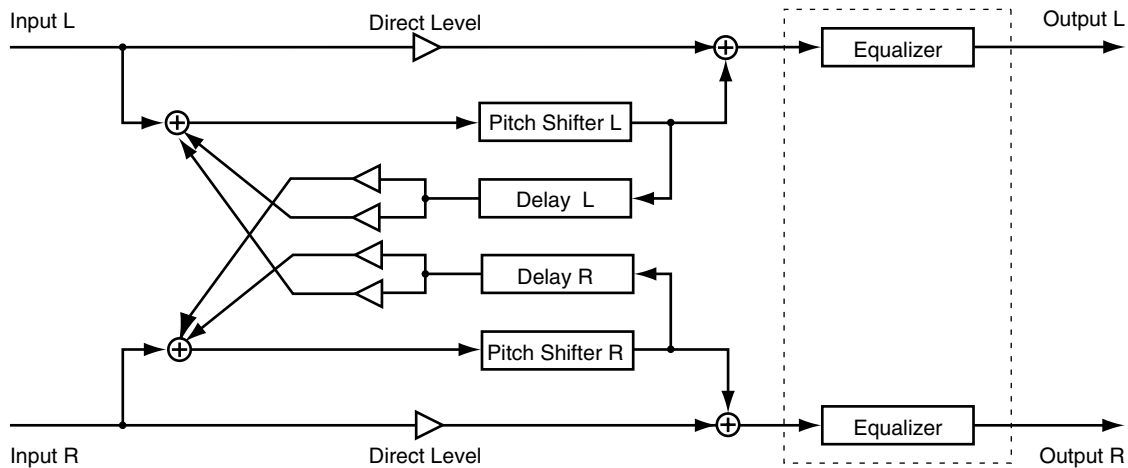 Input L
Direct Level
Output L
Equalizer
Pitch Shifter L
Delay L
Delay R
Pitch Shifter R
Equalizer
Input R
Direct Level
Output R